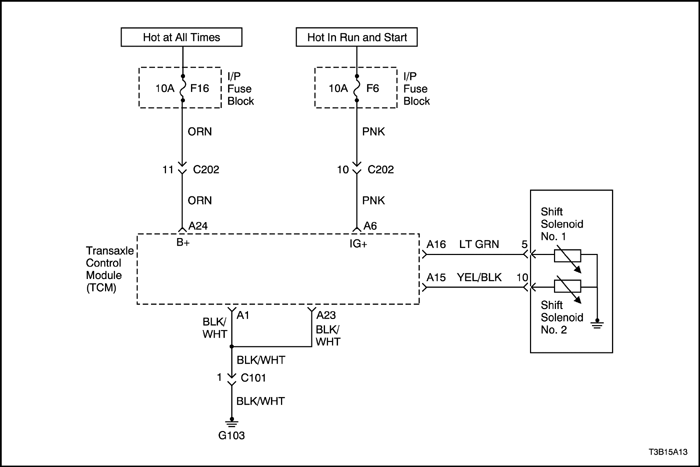 Hot at All Times
Hot In Run and Start
10A F16
I/P
Fuse
Block
10A F6
I/P
Fuse
Block
ORN
PNK
11 C202
10 C202
ORN
PNK
A24
A6
B+
IG+
Transaxle
Control
Module
(TCM)
A16 LT GRN 5
A15 YEL/BLK 10
Shift
Solenoid
No. 1
Shift
Solenoid
No. 2
A1
A23
BLK/
WHT
BLK/
WHT
BLK/WHT
1 C101
BLK/WHT
G103
T3B15A13